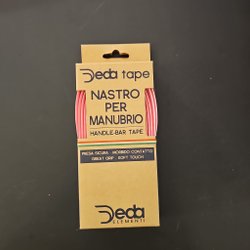 Deda tape
NASTRO
PER
MANUBRIO
HANDLE-BAR TAPE
PRESA SICURA - MORBIDO CONTATTO
GREAT GRIP - SOFT TOUCH
Deda
ELEMENTI